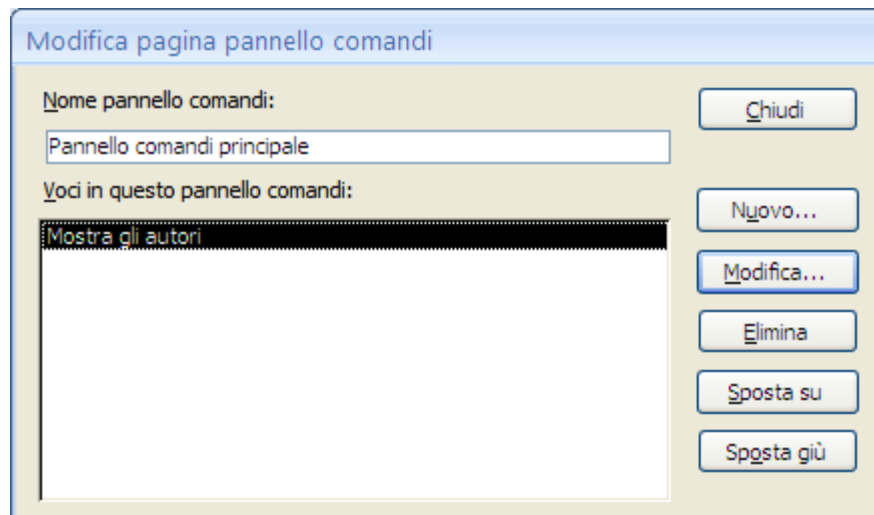 Modifica pagina pannello comandi
Nome pannello comandi:
Pannello comandi principale
Voci in questo pannello comandi:
Mostra gli autori
Chiudi
Nuovo...
Modifica...
Elimina
Sposta su
Sposta giù